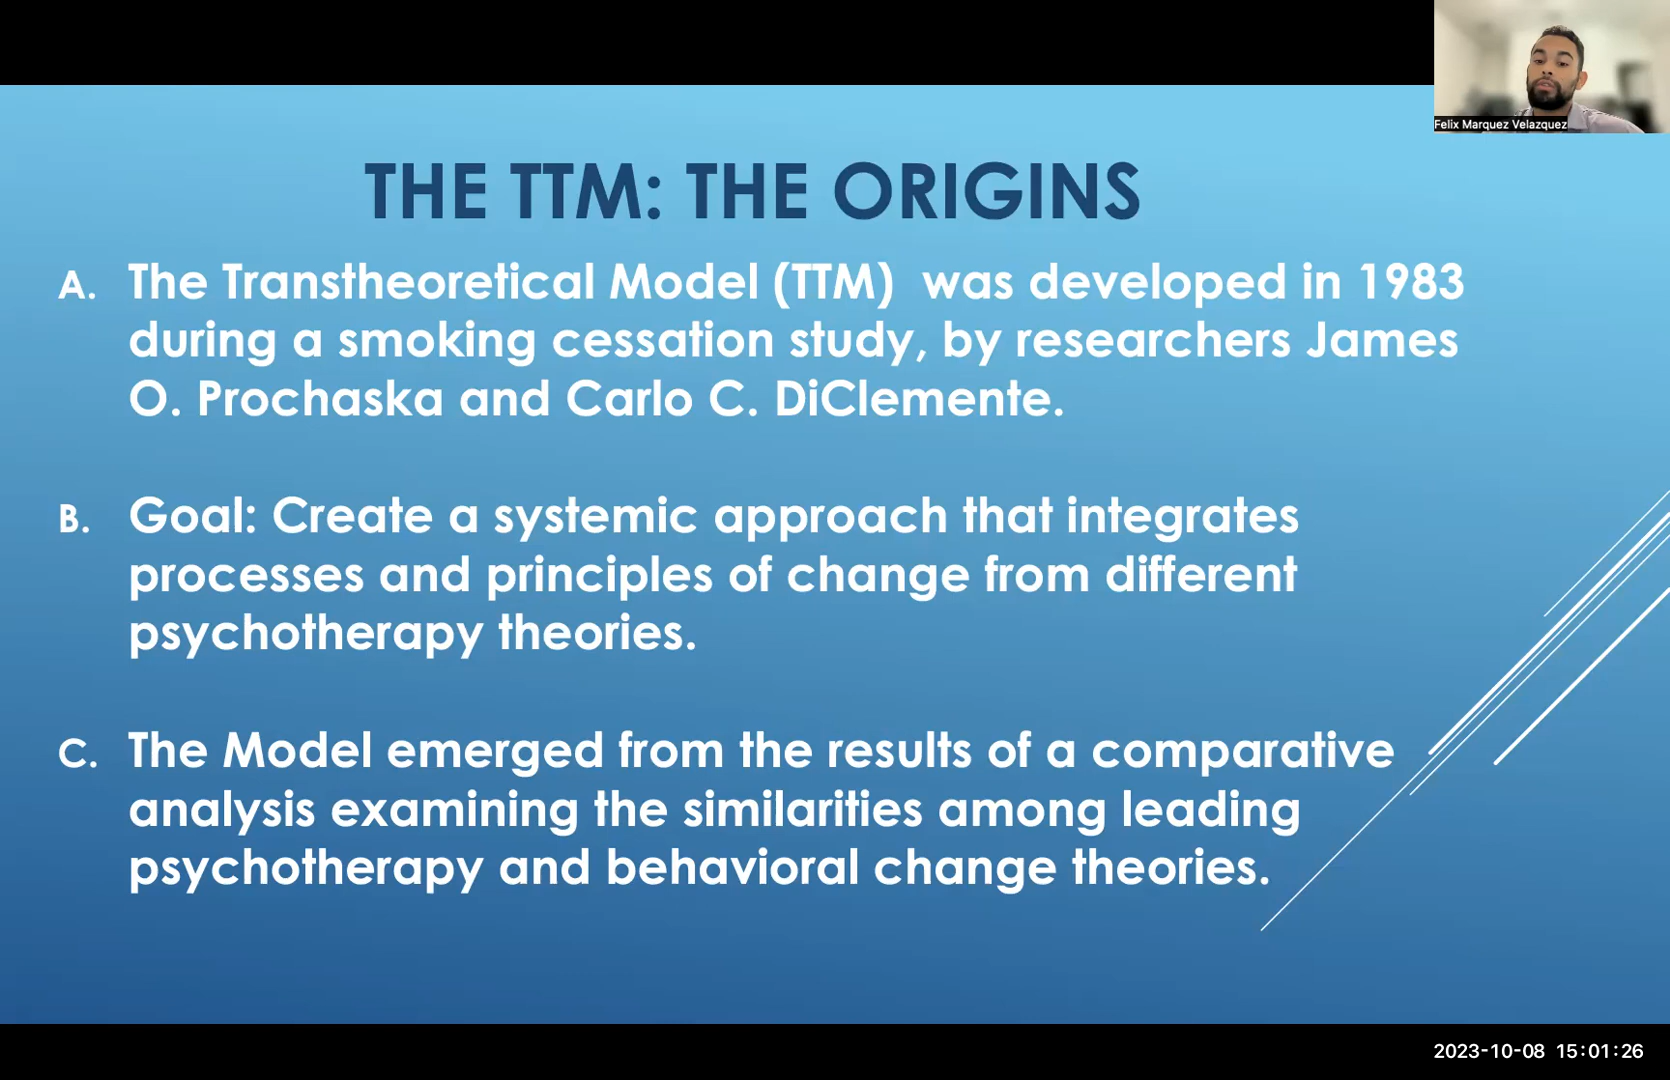 Felix Marquez Velazquez
THE TTM: THE ORIGINS
A. The Transtheoretical Model (TTM) was developed in 1983
during a smoking cessation study, by researchers James
O. Prochaska and Carlo C. DiClemente.
B. Goal: Create a systemic approach that integrates
processes and principles of change from different
psychotherapy theories.
C. The Model emerged from the results of a comparative
analysis examining the similarities among leading
psychotherapy and behavioral change theories.
2023-10-08 15:01:26